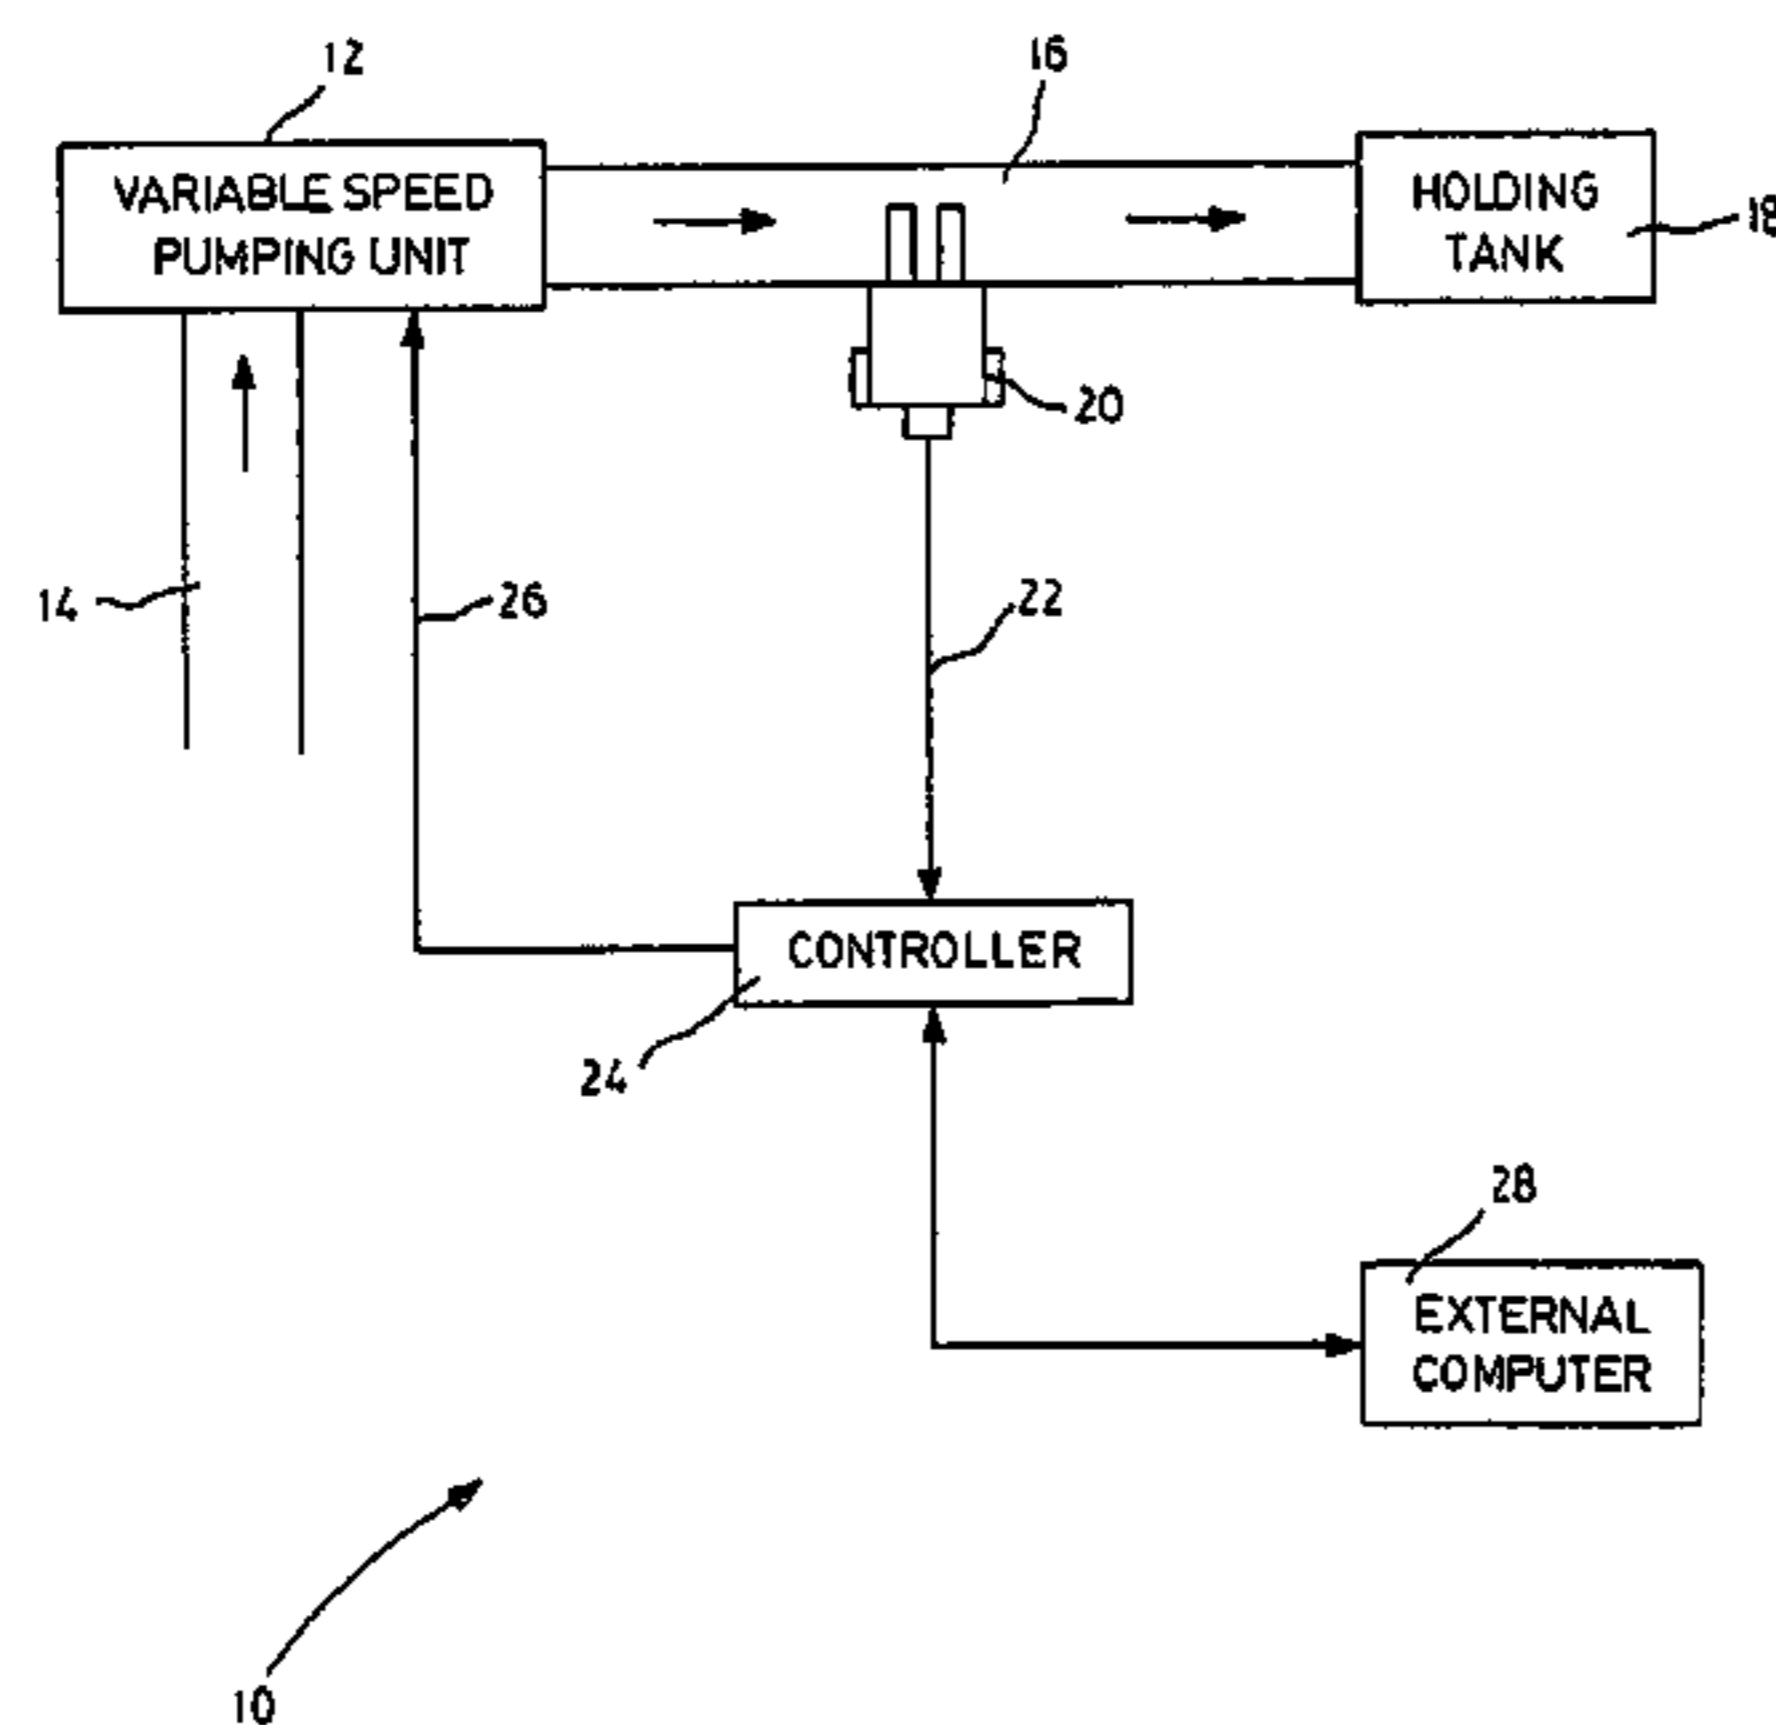 12
16
VARIABLE SPEED
PUMPING UNIT
HOLDING
TANK
18
20
14
26
22
CONTROLLER
24
28
EXTERNAL
COMPUTER
10